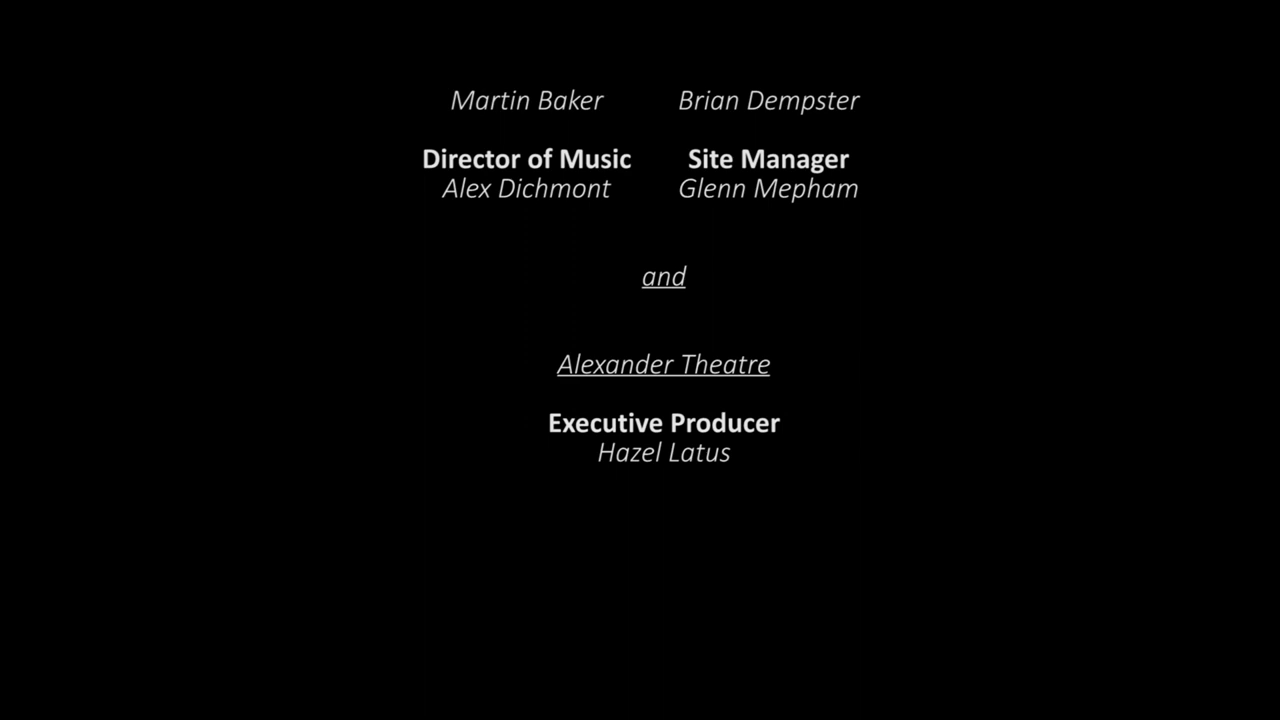 Martin Baker Brian Dempster
Director of Music Site Manager
Alex Dichmont Glenn Mepham
and
Alexander Theatre
Executive Producer
Hazel Latus